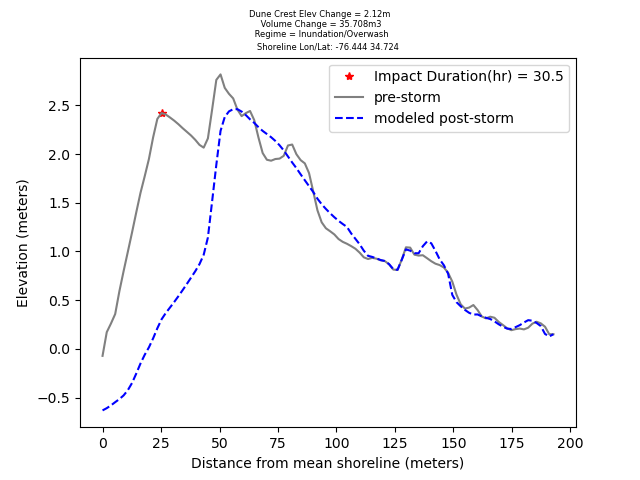 Dune Crest Elev Change = 2.12m
Volume Change = 35.708m3
Regime = Inundation/Overwash
Shoreline Lon/Lat: -76.444 34.724
Impact Duration(hr) = 30.5
pre-storm
modeled post-storm
Elevation (meters)
2.5
2.0
1.5
1.0
0.5
0.0
−0.5
0 25 50 75 100 125 150 175 200
Distance from mean shoreline (meters)